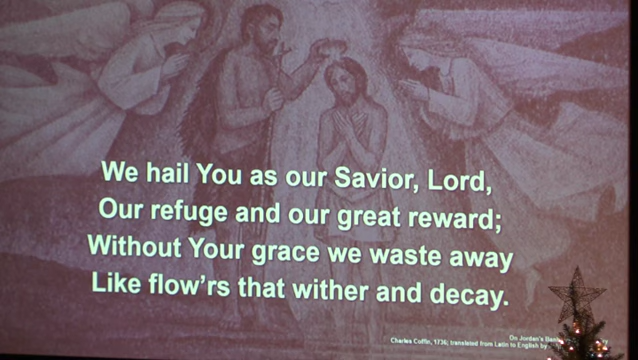 We hail You as our Savior, Lord,
Our refuge and our great reward;
Without Your grace we waste away
Like flow'rs that wither and decay.
On Jordan's Bank
Charles Coffin, 1736; translated from Latin to English by